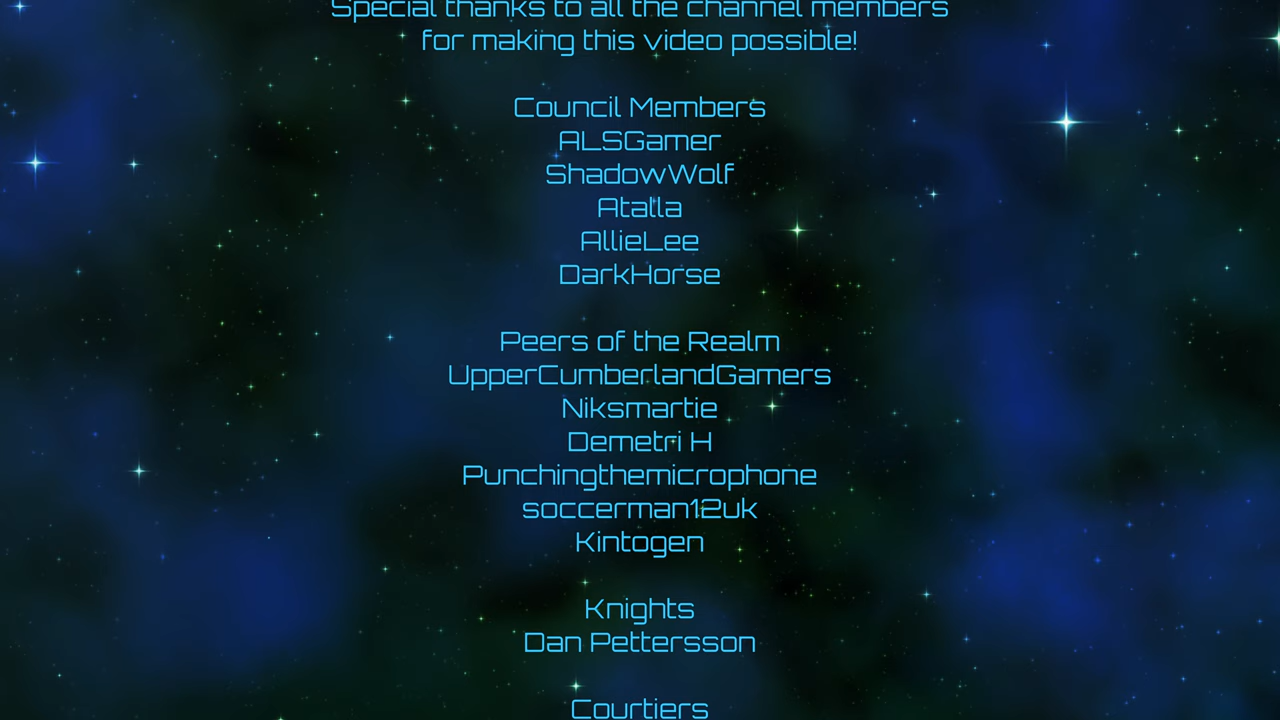 Special thanks to all the channel members
for making this video possible!
Council Members
ALSGamer
ShadowWolf
Atalla
AllieLee
DarkHorse
Peers of the Realm
UpperCumberlandGamers
Niksmartie
Demetri H
Punchingthemicrophone
soccerman12uk
Kintogen
Knights
Dan Pettersson
Courtiers